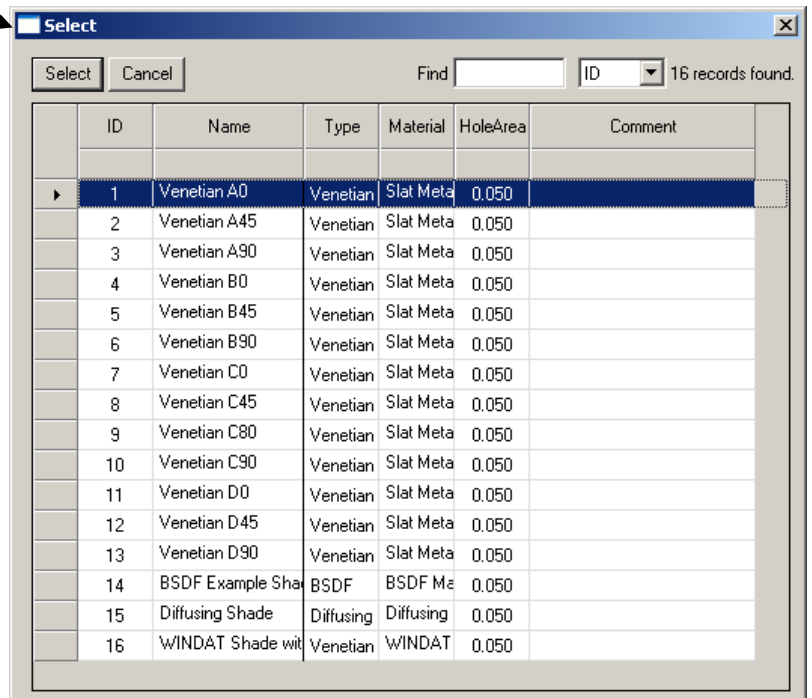 Select
Select Cancel Find ID 16 records found.
ID Name Type Material HoleArea Comment
1 Venetian A0 Venetian Slat Meta 0.050
2 Venetian A45 Venetian Slat Meta 0.050
3 Venetian A90 Venetian Slat Meta 0.050
4 Venetian B0 Venetian Slat Meta 0.050
5 Venetian B45 Venetian Slat Meta 0.050
6 Venetian B90 Venetian Slat Meta 0.050
7 Venetian C0 Venetian Slat Meta 0.050
8 Venetian C45 Venetian Slat Meta 0.050
9 Venetian C80 Venetian Slat Meta 0.050
10 Venetian C90 Venetian Slat Meta 0.050
11 Venetian D0 Venetian Slat Meta 0.050
12 Venetian D45 Venetian Slat Meta 0.050
13 Venetian D90 Venetian Slat Meta 0.050
14 BSDF Example Sha BSDF BSDF Ma 0.050
15 Diffusing Shade Diffusing Diffusing 0.050
16 WINDAT Shade wit Venetian WINDAT 0.050